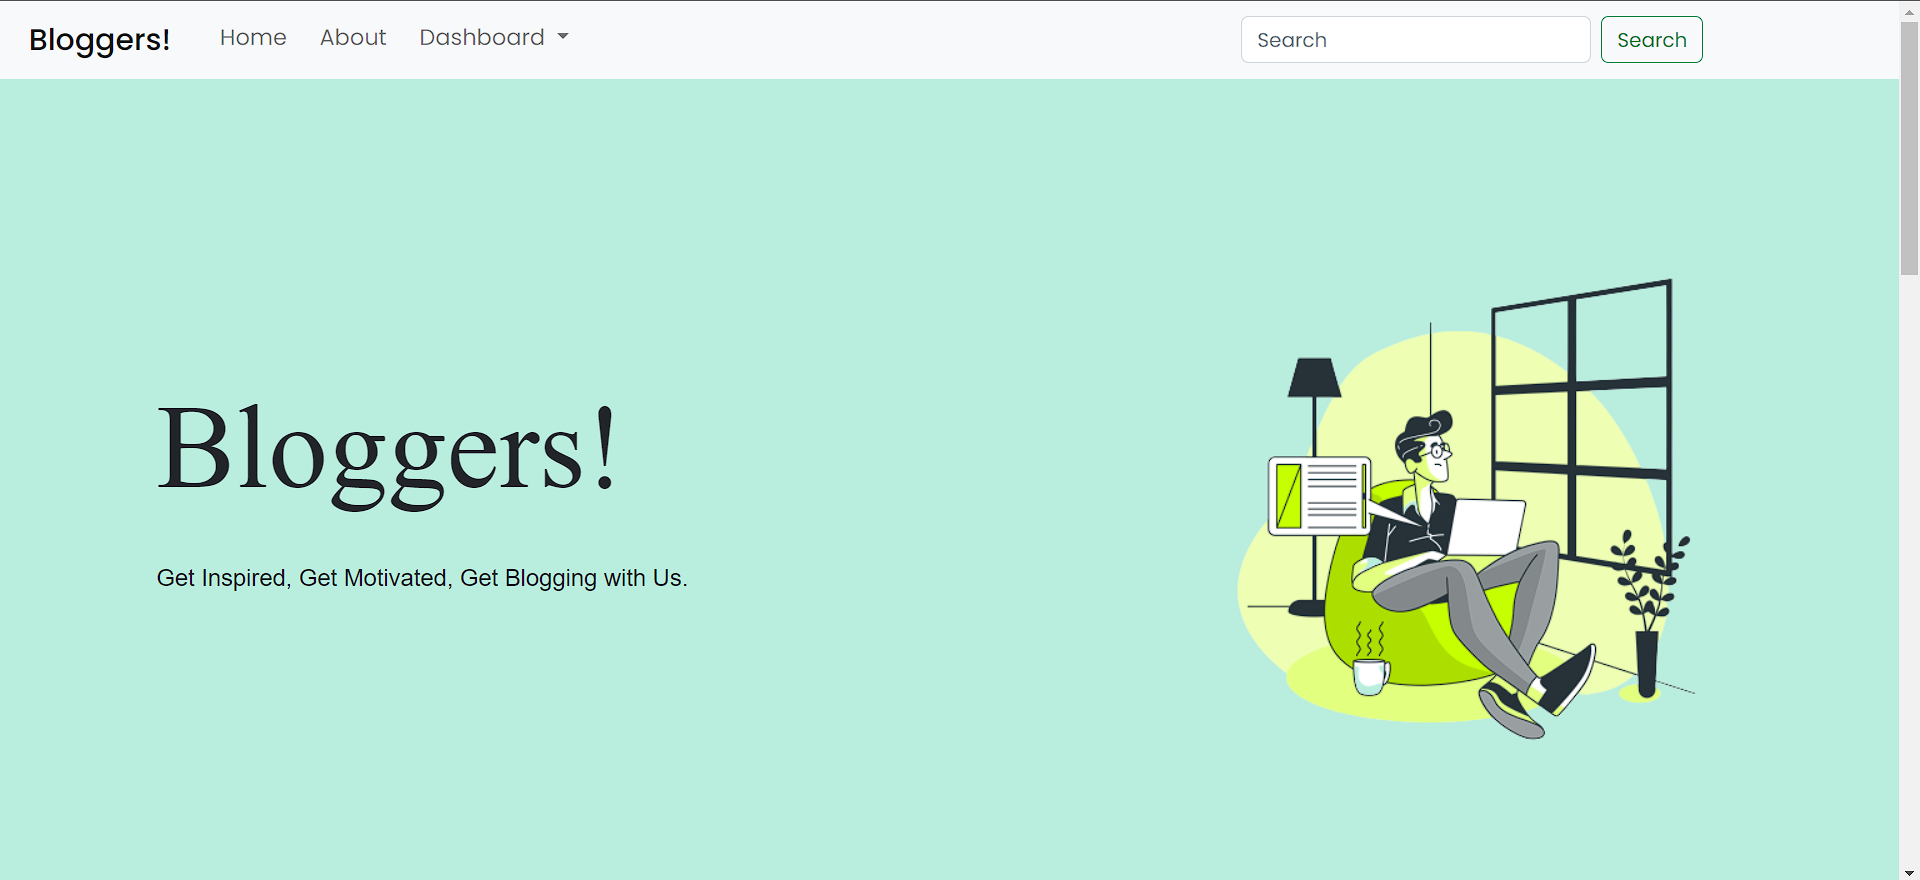 Bloggers! Home About Dashboard Search Search
Bloggers!
Get Inspired, Get Motivated, Get Blogging with Us.